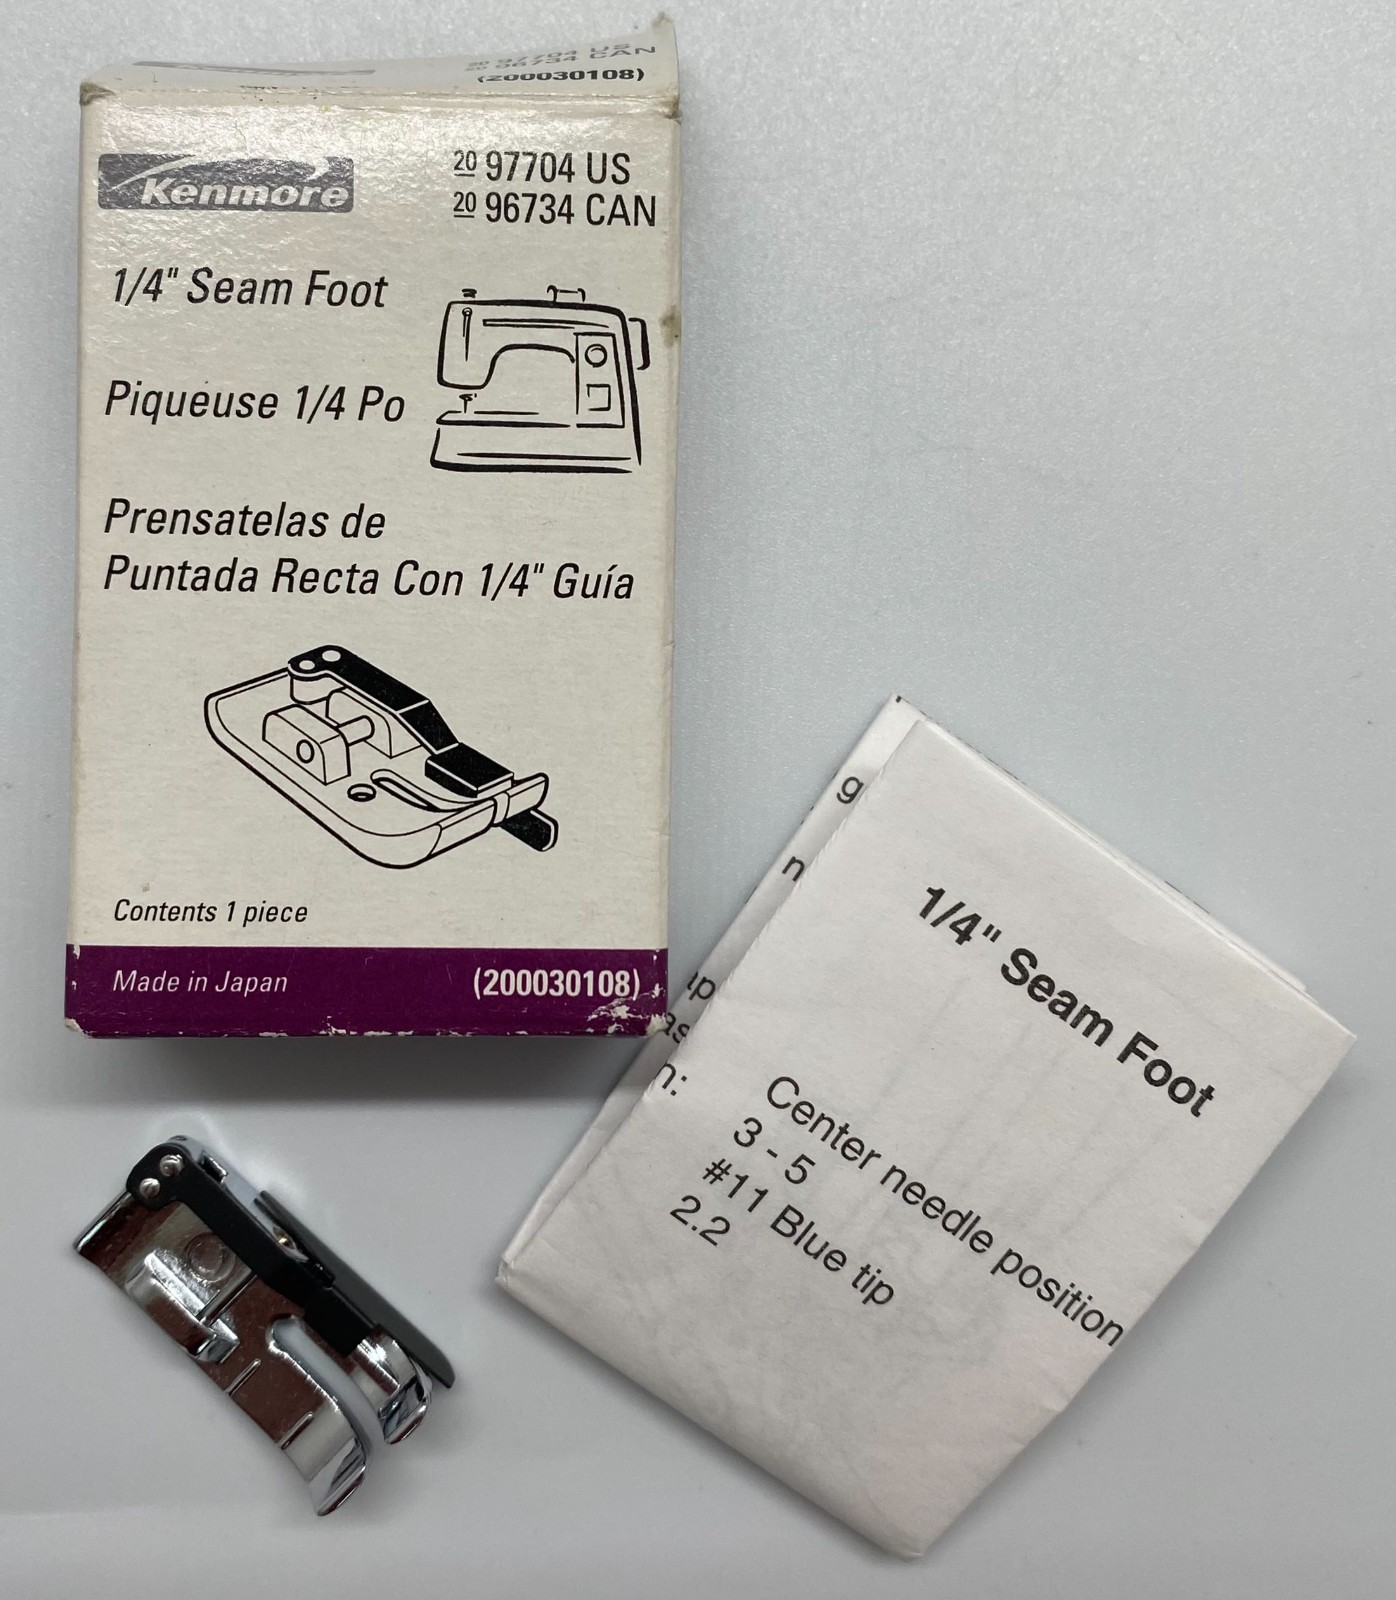 20 97704 US
20 96734 CAN
(200030108)
Kenmore
20 97704 US
20 96734 CAN
1/4" Seam Foot
Piqueuse 1/4 Po
Prensatelas de
Puntada Recta Con 1/4" Guía
Contents 1 piece
Made in Japan
(200030108)
g
n
ap
as
n:
1/4" Seam Foot
Center needle position
3 - 5
#11 Blue tip
2.2